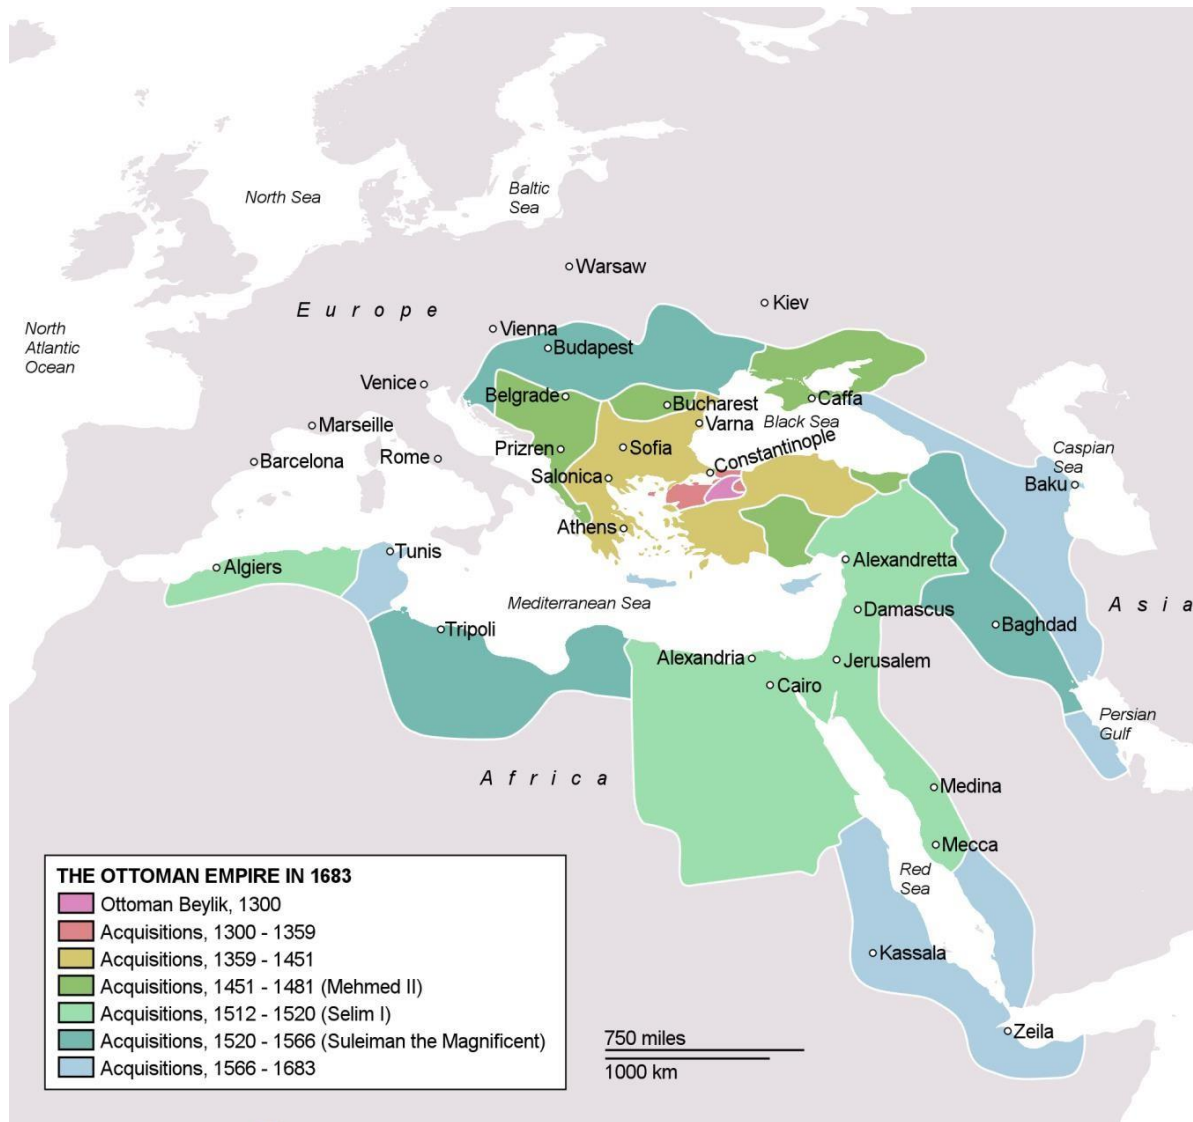 North Sea
Baltic
Sea
Warsaw
Europe
Kiev
North
Atlantic
Ocean
Vienna
Budapest
Venice
Belgrade
Bucharest
Caffa
Black Sea
Varna
Marseille
Constantinople
Caspian
Sea
Prizren
Sofia
Barcelona
Rome
Salonica
Baku
Athens
Tunis
Algiers
Alexandretta
Mediterranean Sea
Damascus
Asia
Tripoli
Baghdad
Alexandria
Jerusalem
Cairo
Persian
Gulf
Africa
Medina
Mecca
Red
Sea
Kassala
Zeila
THE OTTOMAN EMPIRE IN 1683
Ottoman Beylik, 1300
Acquisitions, 1300 - 1359
Acquisitions, 1359 - 1451
Acquisitions, 1451 - 1481 (Mehmed II)
Acquisitions, 1512 - 1520 (Selim I)
Acquisitions, 1520 - 1566 (Suleiman the Magnificent)
Acquisitions, 1566 - 1683
750 miles
1000 km